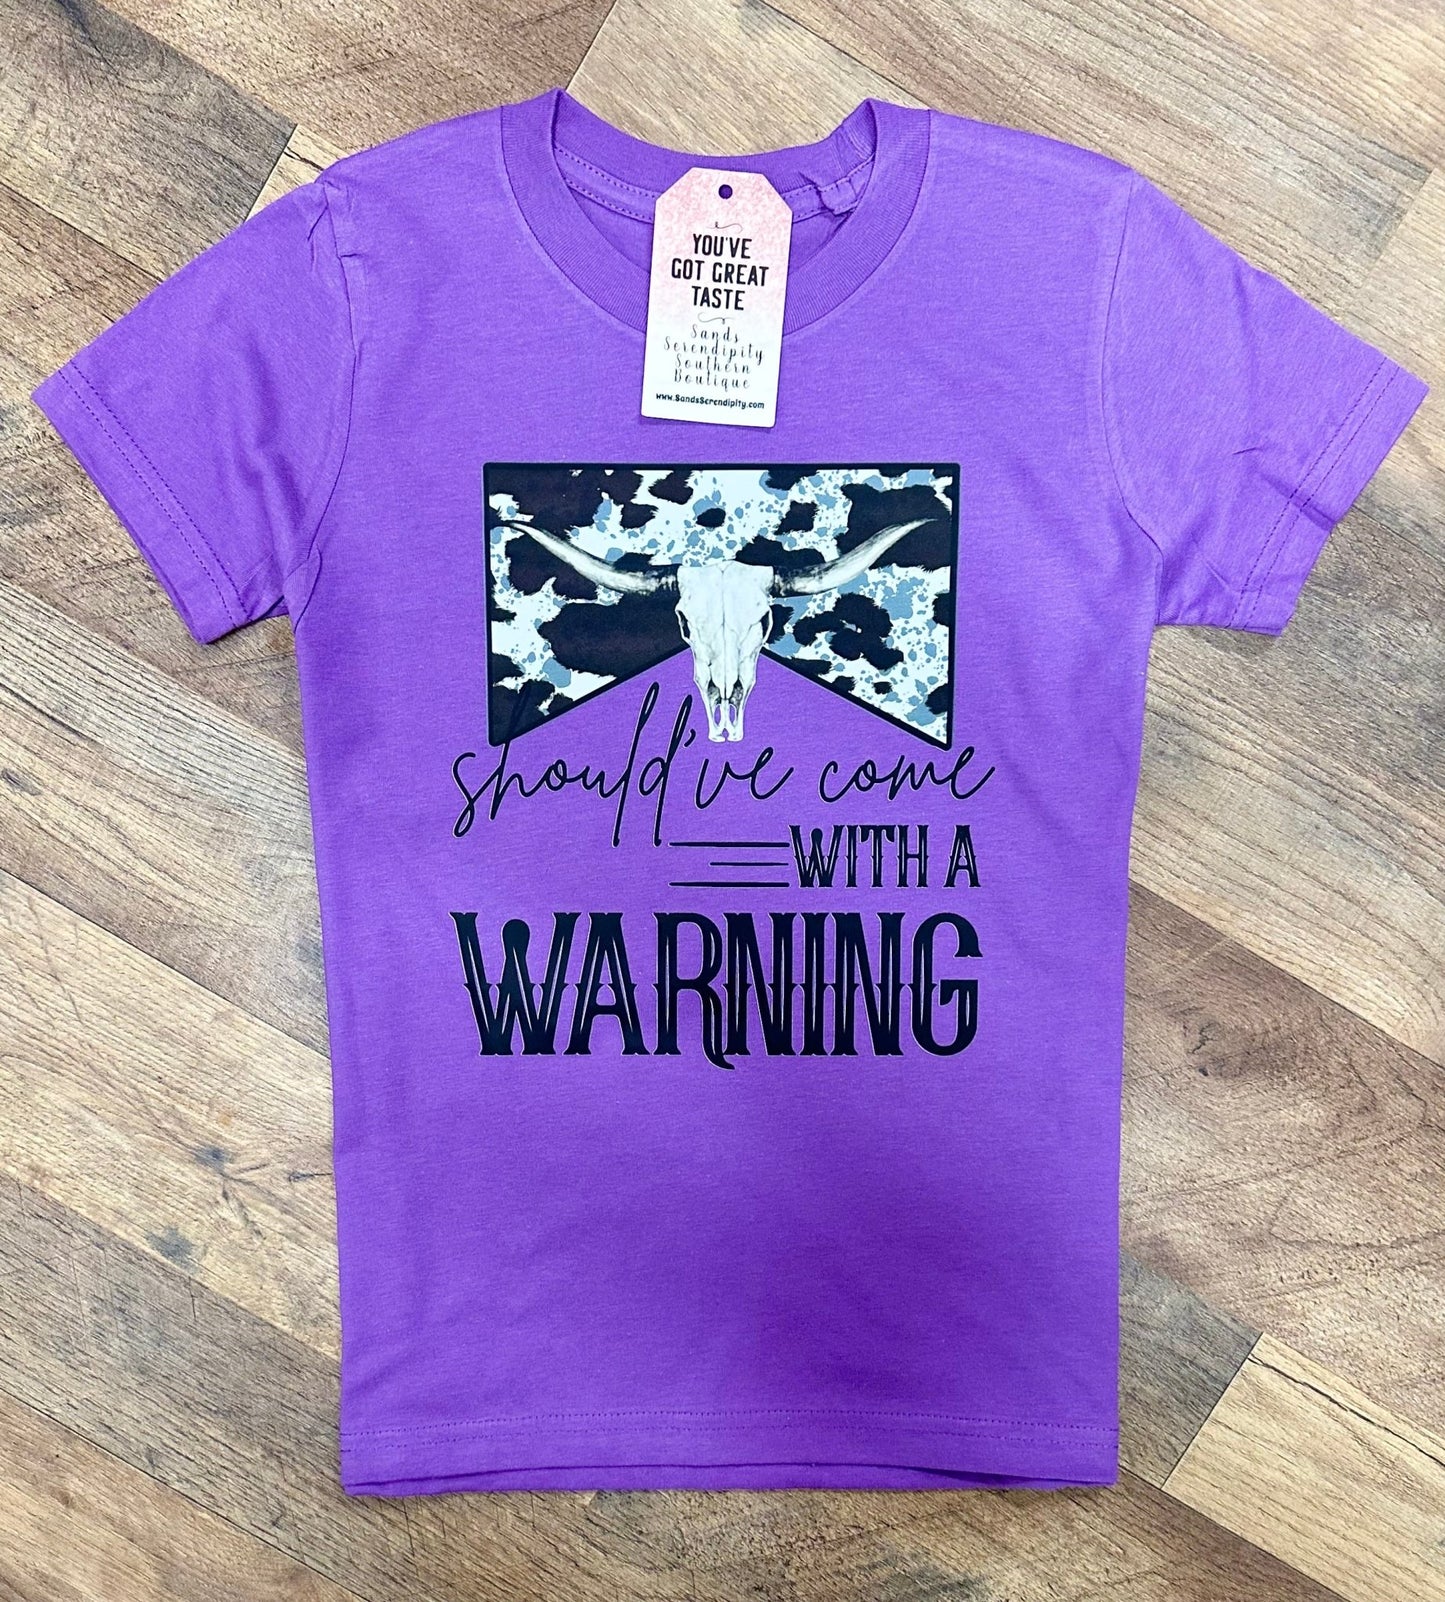 YOU'VE
GOT GREAT
TASTE
Sands
Serendipity
Southern
Boutique
www.SandsSerendipity.com
should've come
WITH A
WARNING